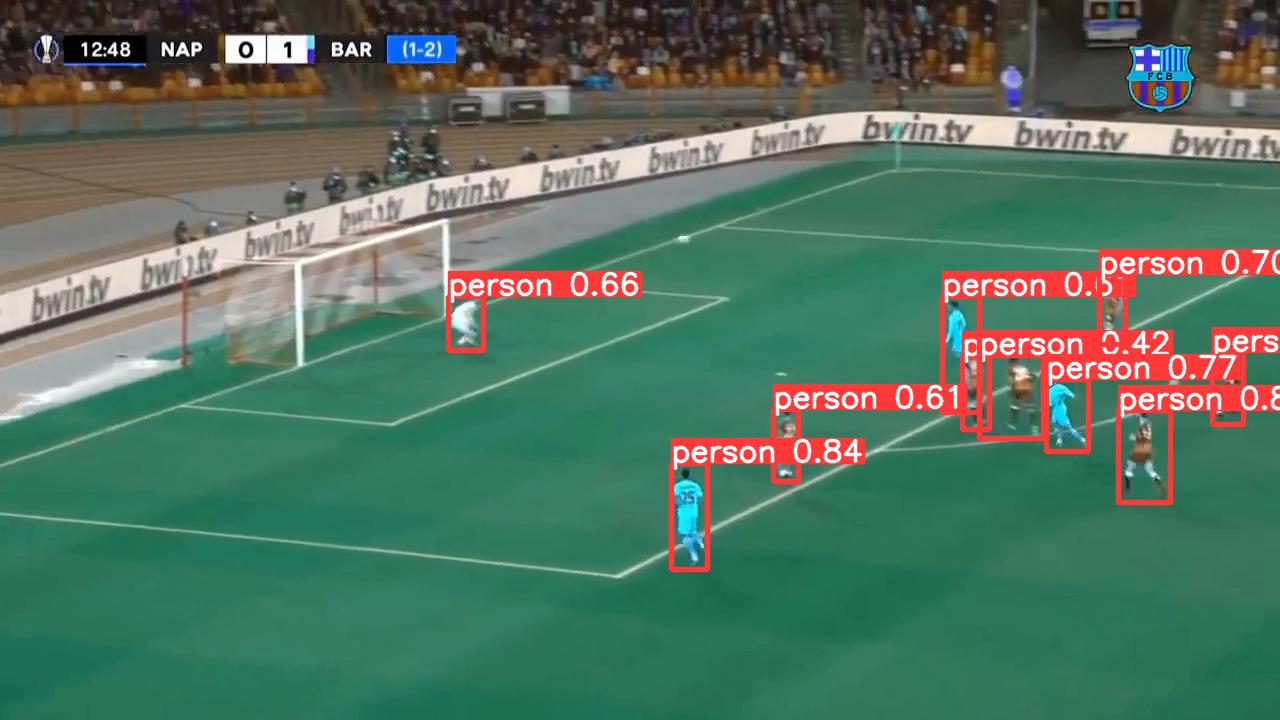 12:48 NAP 0 1 BAR (1-2)
FCB
bwin.tv bwin.tv bwin.tv
bwin.tv bwin.tv bwin.tv bwin.tv bwin.tv bwin.tv bwin.tv
person 0.70
person 0.66
person 0.42
person 0.77
person 0.61
person 0.84